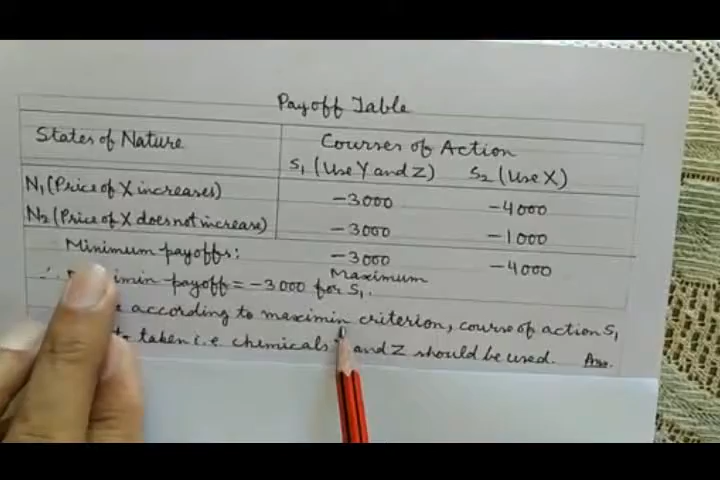 Payoff Table
States of Nature Courses of Action
S₁ (Use Y and Z) S₂ (Use X)
N₁ (Price of X increases) -3000 -4000
N₂ (Price of X does not increase) -3000 -1000
Minimum payoffs: -3000 -4000
Maximum
∴ imin payoff = -3000 for S₁.
according to maximin criterion, course of action S₁
taken i.e chemicals and Z should be used. Ans.